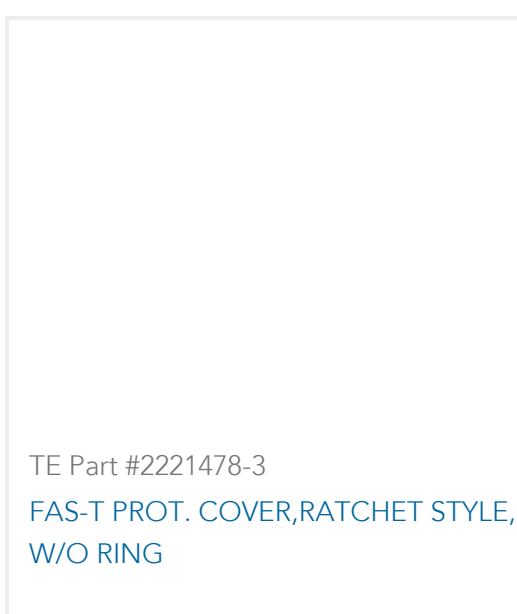 TE Part #2221478-3
FAS-T PROT. COVER,RATCHET STYLE,
W/O RING